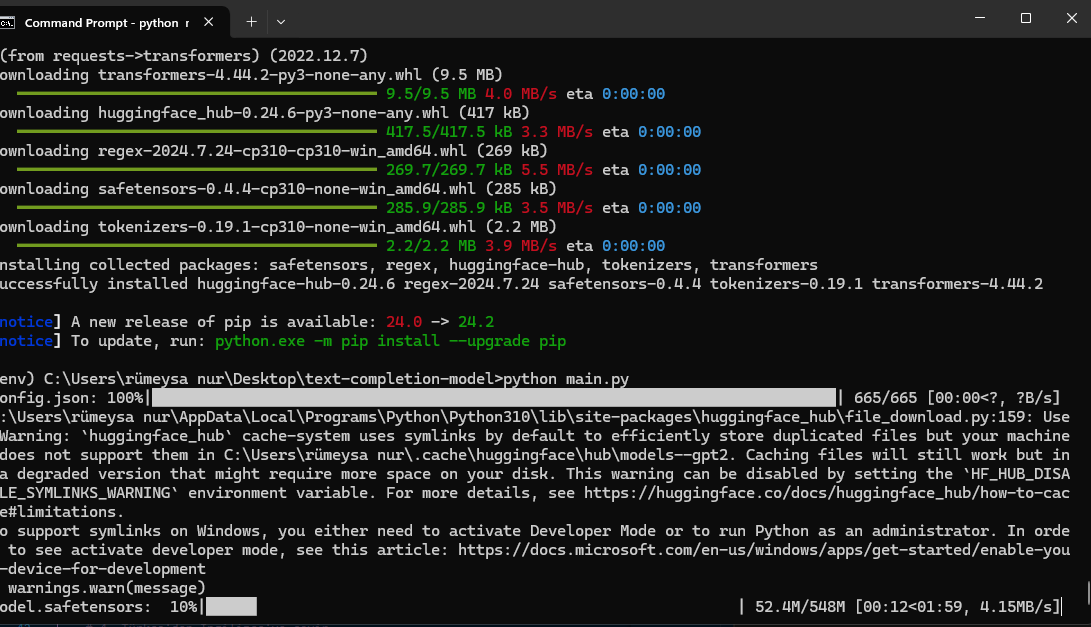 Command Prompt - python r
(from requests->transformers) (2022.12.7)
ownloading transformers-4.44.2-py3-none-any.whl (9.5 MB)
9.5/9.5 MB 4.0 MB/s eta 0:00:00
ownloading huggingface_hub-0.24.6-py3-none-any.whl (417 kB)
417.5/417.5 kB 3.3 MB/s eta 0:00:00
ownloading regex-2024.7.24-cp310-cp310-win_amd64.whl (269 kB)
269.7/269.7 kB 5.5 MB/s eta 0:00:00
ownloading safetensors-0.4.4-cp310-none-win_amd64.whl (285 kB)
285.9/285.9 kB 3.5 MB/s eta 0:00:00
ownloading tokenizers-0.19.1-cp310-none-win_amd64.whl (2.2 MB)
2.2/2.2 MB 3.9 MB/s eta 0:00:00
nstalling collected packages: safetensors, regex, huggingface-hub, tokenizers, transformers
uccessfully installed huggingface-hub-0.24.6 regex-2024.7.24 safetensors-0.4.4 tokenizers-0.19.1 transformers-4.44.2
notice] A new release of pip is available: 24.0 -> 24.2
notice] To update, run: python.exe -m pip install --upgrade pip
env) C:\Users\rümeysa nur\Desktop\text-completion-model>python main.py
onfig.json: 100%| | 665/665 [00:00<?, ?B/s]
:\Users\rümeysa nur\AppData\Local\Programs\Python\Python310\lib\site-packages\huggingface_hub\file_download.py:159: Use
Warning: `huggingface_hub` cache-system uses symlinks by default to efficiently store duplicated files but your machine
does not support them in C:\Users\rümeysa nur\.cache\huggingface\hub\models--gpt2. Caching files will still work but in
a degraded version that might require more space on your disk. This warning can be disabled by setting the `HF_HUB_DISA
LE_SYMLINKS_WARNING` environment variable. For more details, see https://huggingface.co/docs/huggingface_hub/how-to-cac
e#limitations.
o support symlinks on Windows, you either need to activate Developer Mode or to run Python as an administrator. In orde
to see activate developer mode, see this article: https://docs.microsoft.com/en-us/windows/apps/get-started/enable-you
-device-for-development
warnings.warn(message)
odel.safetensors: 10%| | 52.4M/548M [00:12<01:59, 4.15MB/s]